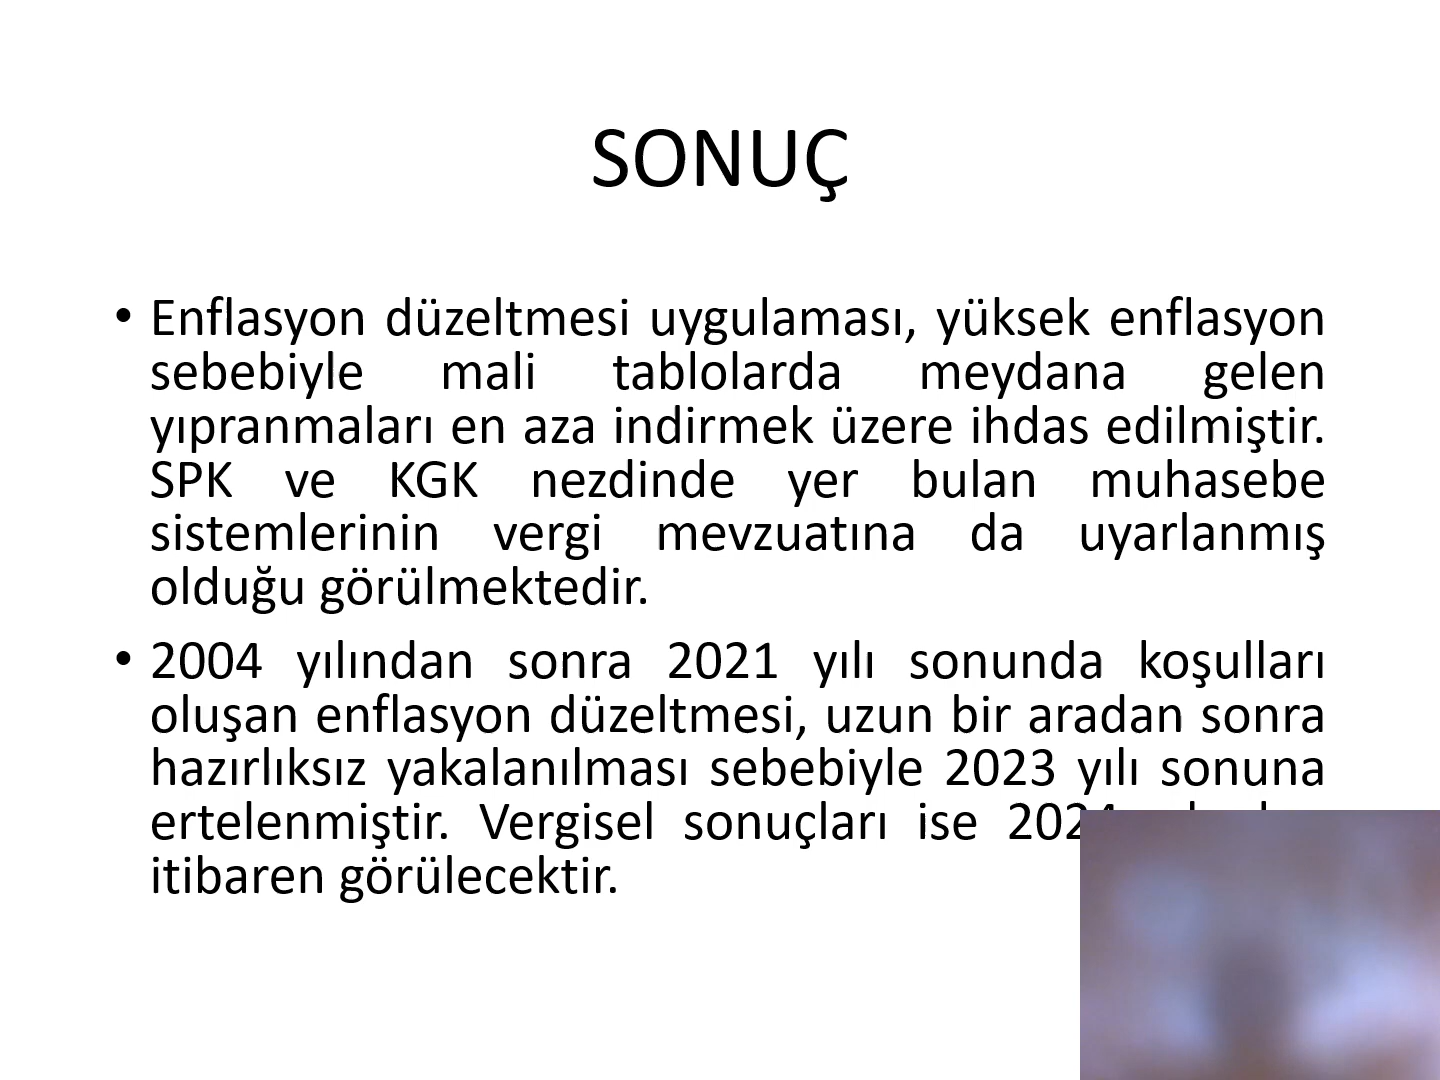 SONUÇ
• Enflasyon düzeltmesi uygulaması, yüksek enflasyon
sebebiyle mali tablolarda meydana gelen
yıpranmaları en aza indirmek üzere ihdas edilmiştir.
SPK ve KGK nezdinde yer bulan muhasebe
sistemlerinin vergi mevzuatına da uyarlanmış
olduğu görülmektedir.
• 2004 yılından sonra 2021 yılı sonunda koşulları
oluşan enflasyon düzeltmesi, uzun bir aradan sonra
hazırlıksız yakalanılması sebebiyle 2023 yılı sonuna
ertelenmiştir. Vergisel sonuçları ise 2024
itibaren görülecektir.